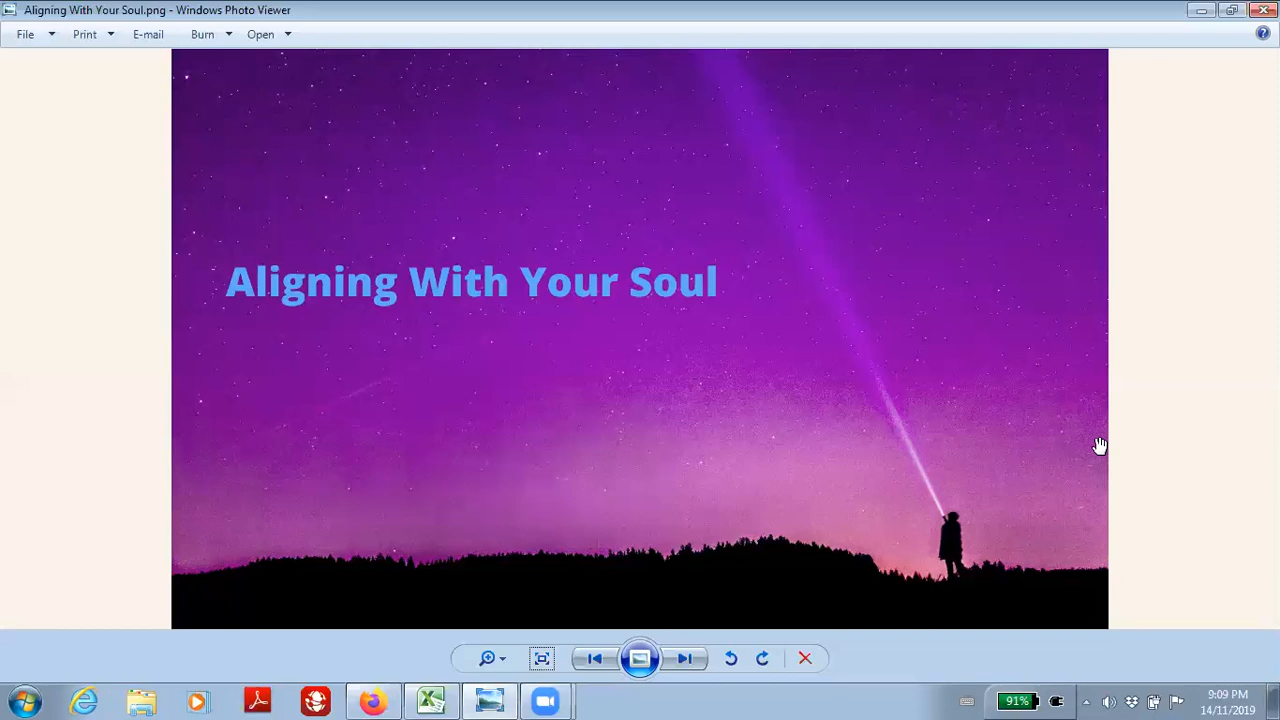 Aligning With Your Soul.png - Windows Photo Viewer
File Print E-mail Burn Open
Aligning With Your Soul
91%
9:09 PM
14/11/2019